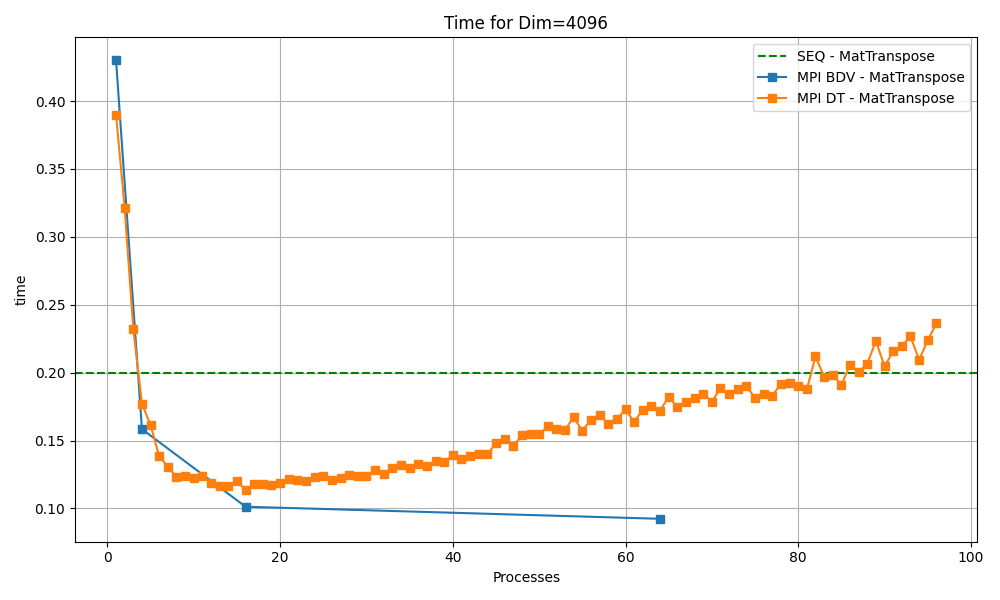 Time for Dim=4096
SEQ - MatTranspose
MPI BDV - MatTranspose
MPI DT - MatTranspose
time
0.40
0.35
0.30
0.25
0.20
0.15
0.10
0 20 40 60 80 100
Processes